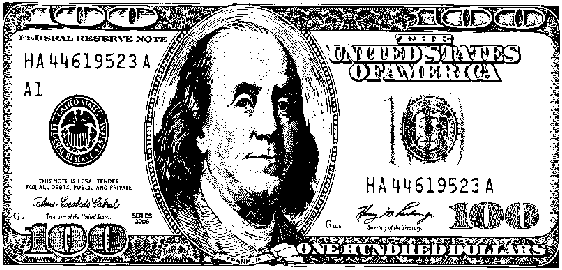 100 100
FEDERAL RESERVE NOTE
THE
UNITED STATES
OF AMERICA
HA 44619523 A
A1
100
THIS NOTE IS LEGAL TENDER
FOR ALL DEBTS, PUBLIC AND PRIVATE
HA 44619523 A
Treasurer of the United States.
SERIES
Secretary of the Treasury.
100 100
ONE HUNDRED DOLLARS